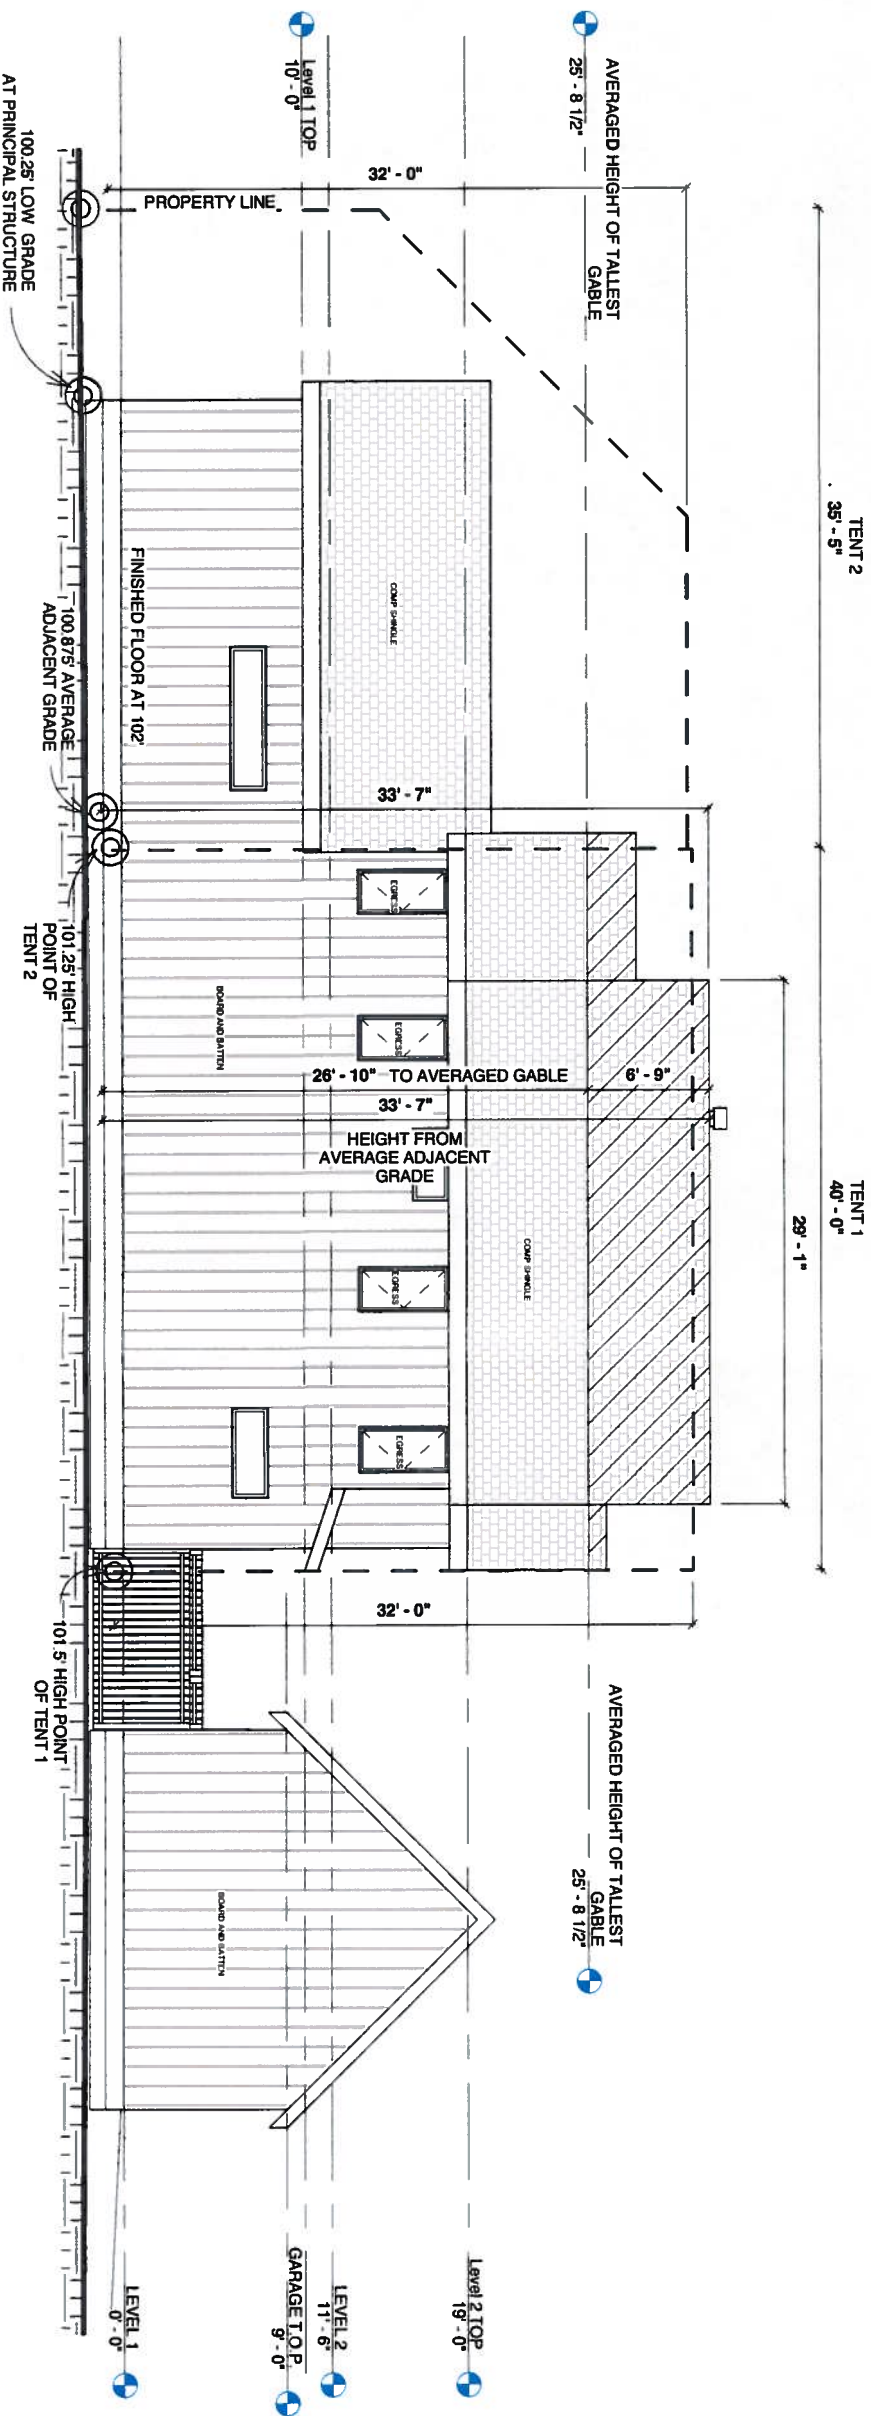 TENT 2
35' - 5"
TENT 1
40' - 0"
29' - 1"
AVERAGED HEIGHT OF TALLEST
GABLE
25' - 8 1/2"
AVERAGED HEIGHT OF TALLEST
GABLE
25' - 8 1/2"
Level 1 TOP
10' - 0"
32' - 0"
PROPERTY LINE
COMP SHINGLE
33' - 7"
FINISHED FLOOR AT 102'
EGRESS
EGRESS
EGRESS
EGRESS
BOARD AND BATTEN
26' - 10" TO AVERAGED GABLE
6' - 9"
33' - 7"
HEIGHT FROM
AVERAGE ADJACENT
GRADE
COMP SHINGLE
32' - 0"
BOARD AND BATTEN
Level 2 TOP
19' - 0"
LEVEL 2
11' - 6"
GARAGE T.O.P.
9' - 0"
LEVEL 1
0' - 0"
100.25' LOW GRADE
AT PRINCIPAL STRUCTURE
100.875' AVERAGE
ADJACENT GRADE
101.25' HIGH
POINT OF
TENT 2
101.5' HIGH POINT
OF TENT 1